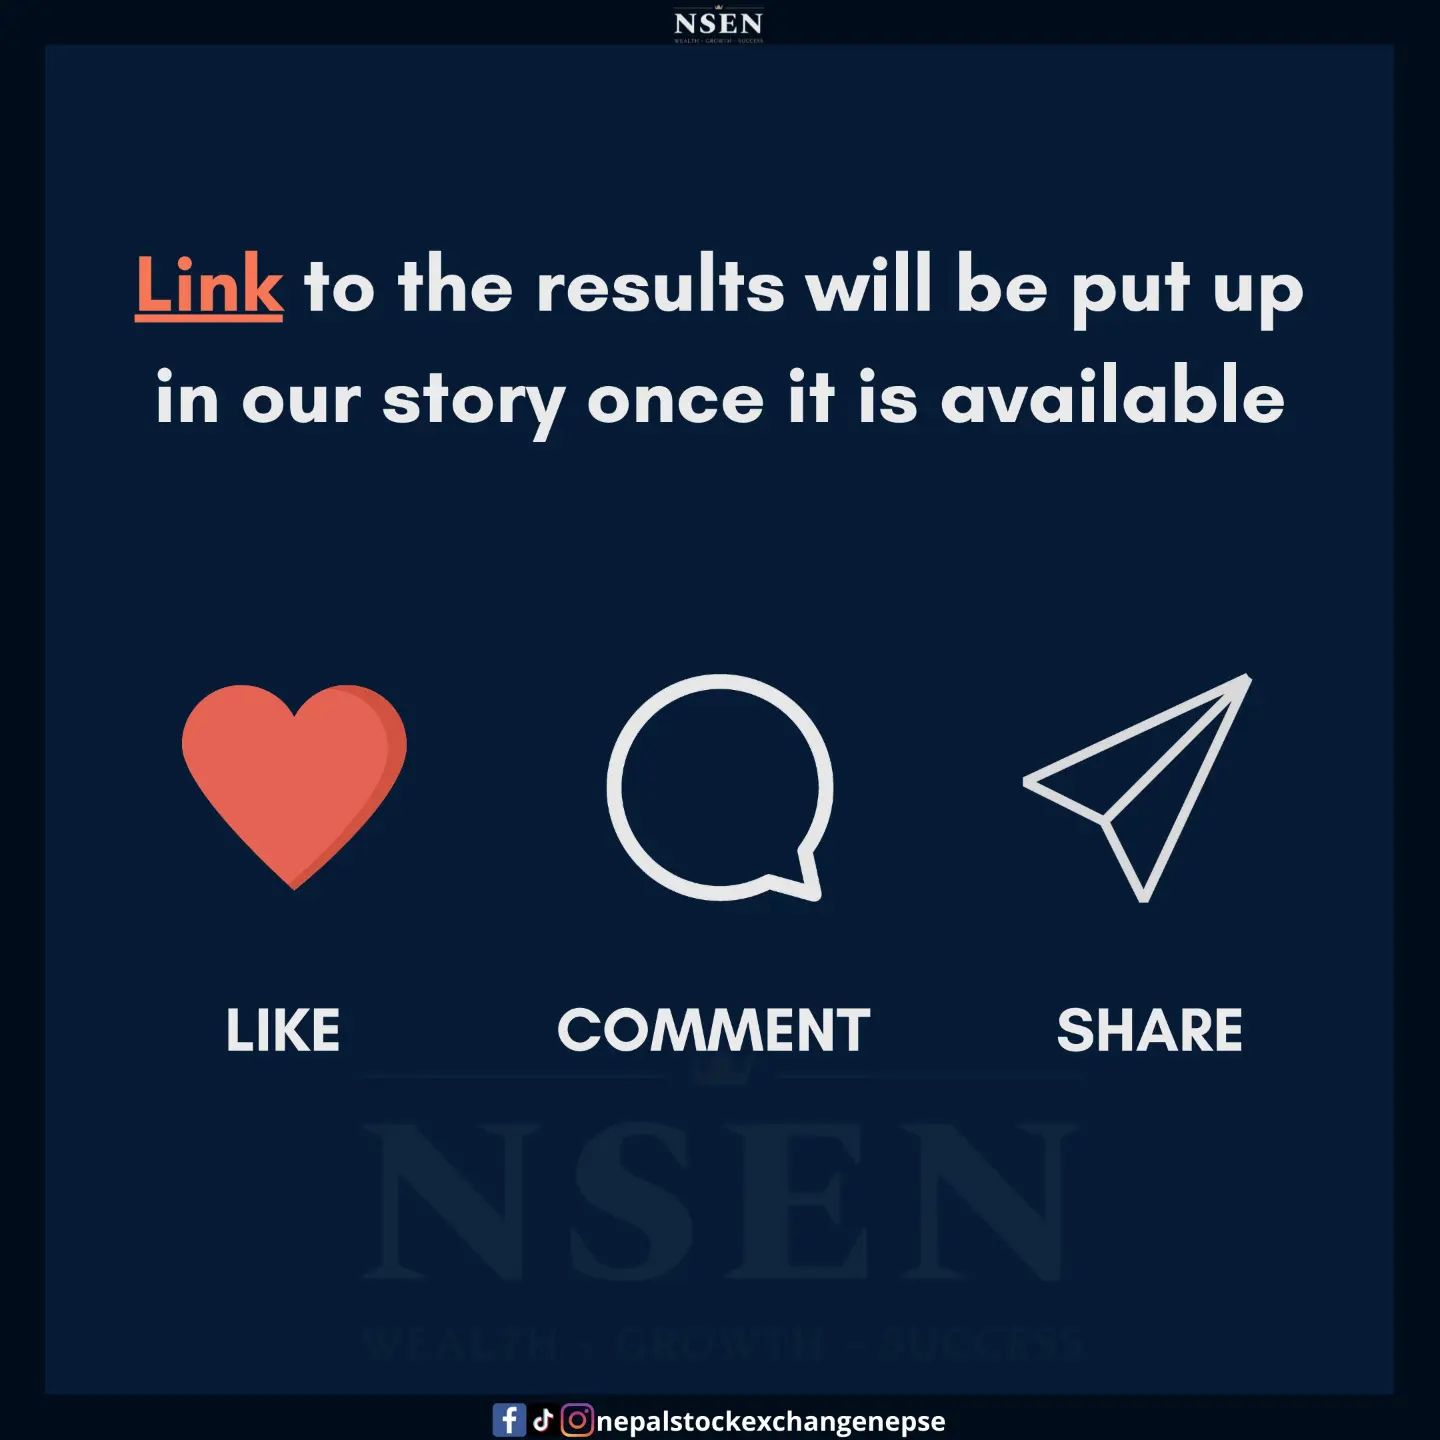 NSEN
WEALTH - GROWTH - SUCCESS
Link to the results will be put up
in our story once it is available
LIKE COMMENT SHARE
NSEN
WEALTH - GROWTH - SUCCESS
nepalstockexchangenepse